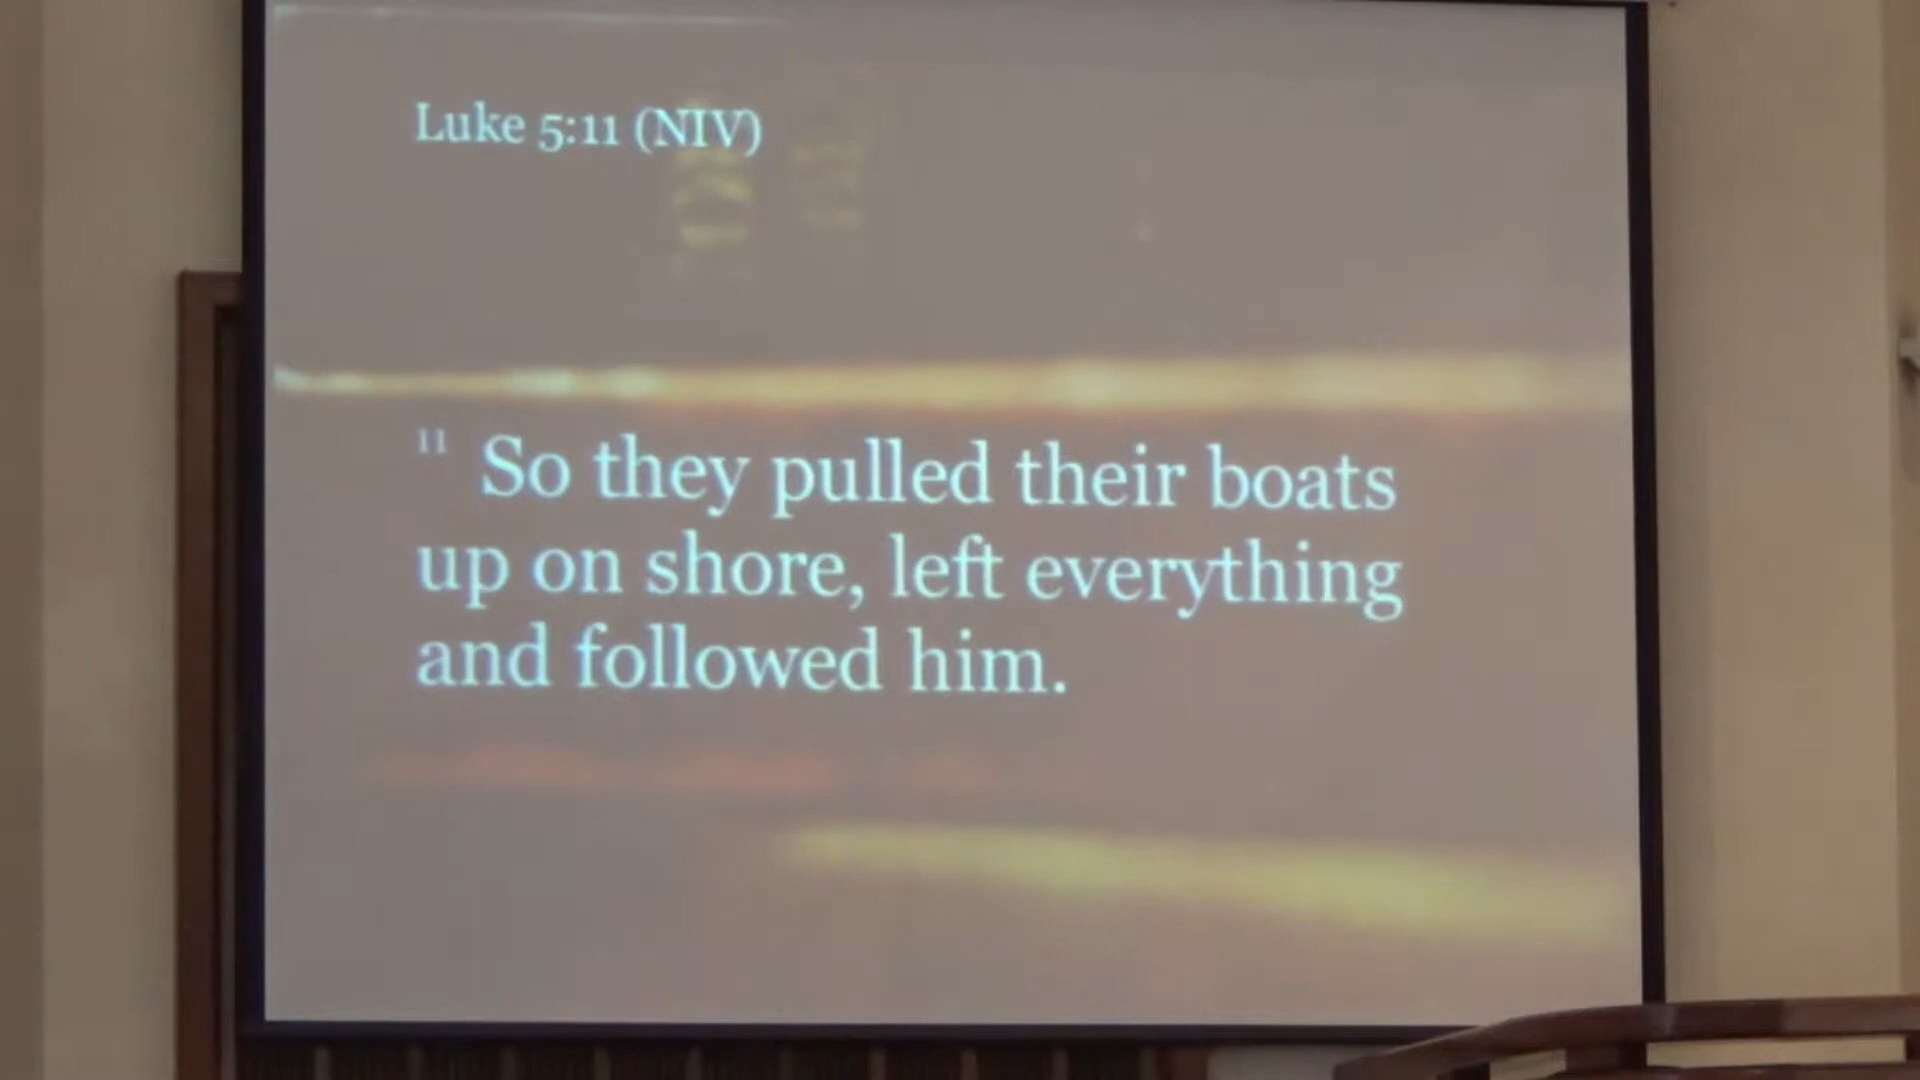 Luke 5:11 (NIV)
11 So they pulled their boats
up on shore, left everything
and followed him.